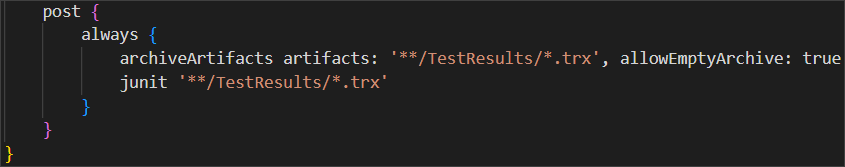 post {
always {
archiveArtifacts artifacts: '**/TestResults/*.trx', allowEmptyArchive: true
junit '**/TestResults/*.trx'
}
}
}